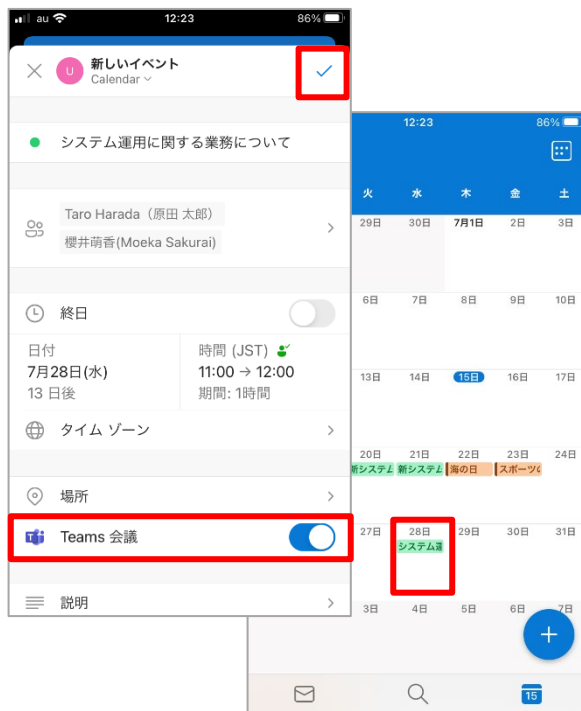 au
12:23
86%
U
新しいイベント
Calendar
システム運用に関する業務について
Taro Harada（原田 太郎）
櫻井萌香(Moeka Sakurai)
終日
日付
7月28日(水)
13 日後
時間 (JST)
11:00 → 12:00
期間: 1時間
タイム ゾーン
場所
Teams 会議
説明
12:23
86%
火 水 木 金 土
29日 30日 7月1日 2日 3日
6日 7日 8日 9日 10日
13日 14日 15日 16日 17日
20日 21日 22日 23日 24日
新システム 新システム 海の日 スポーツの
27日 28日 29日 30日 31日
システム運
3日 4日 5日 6日 7日
15